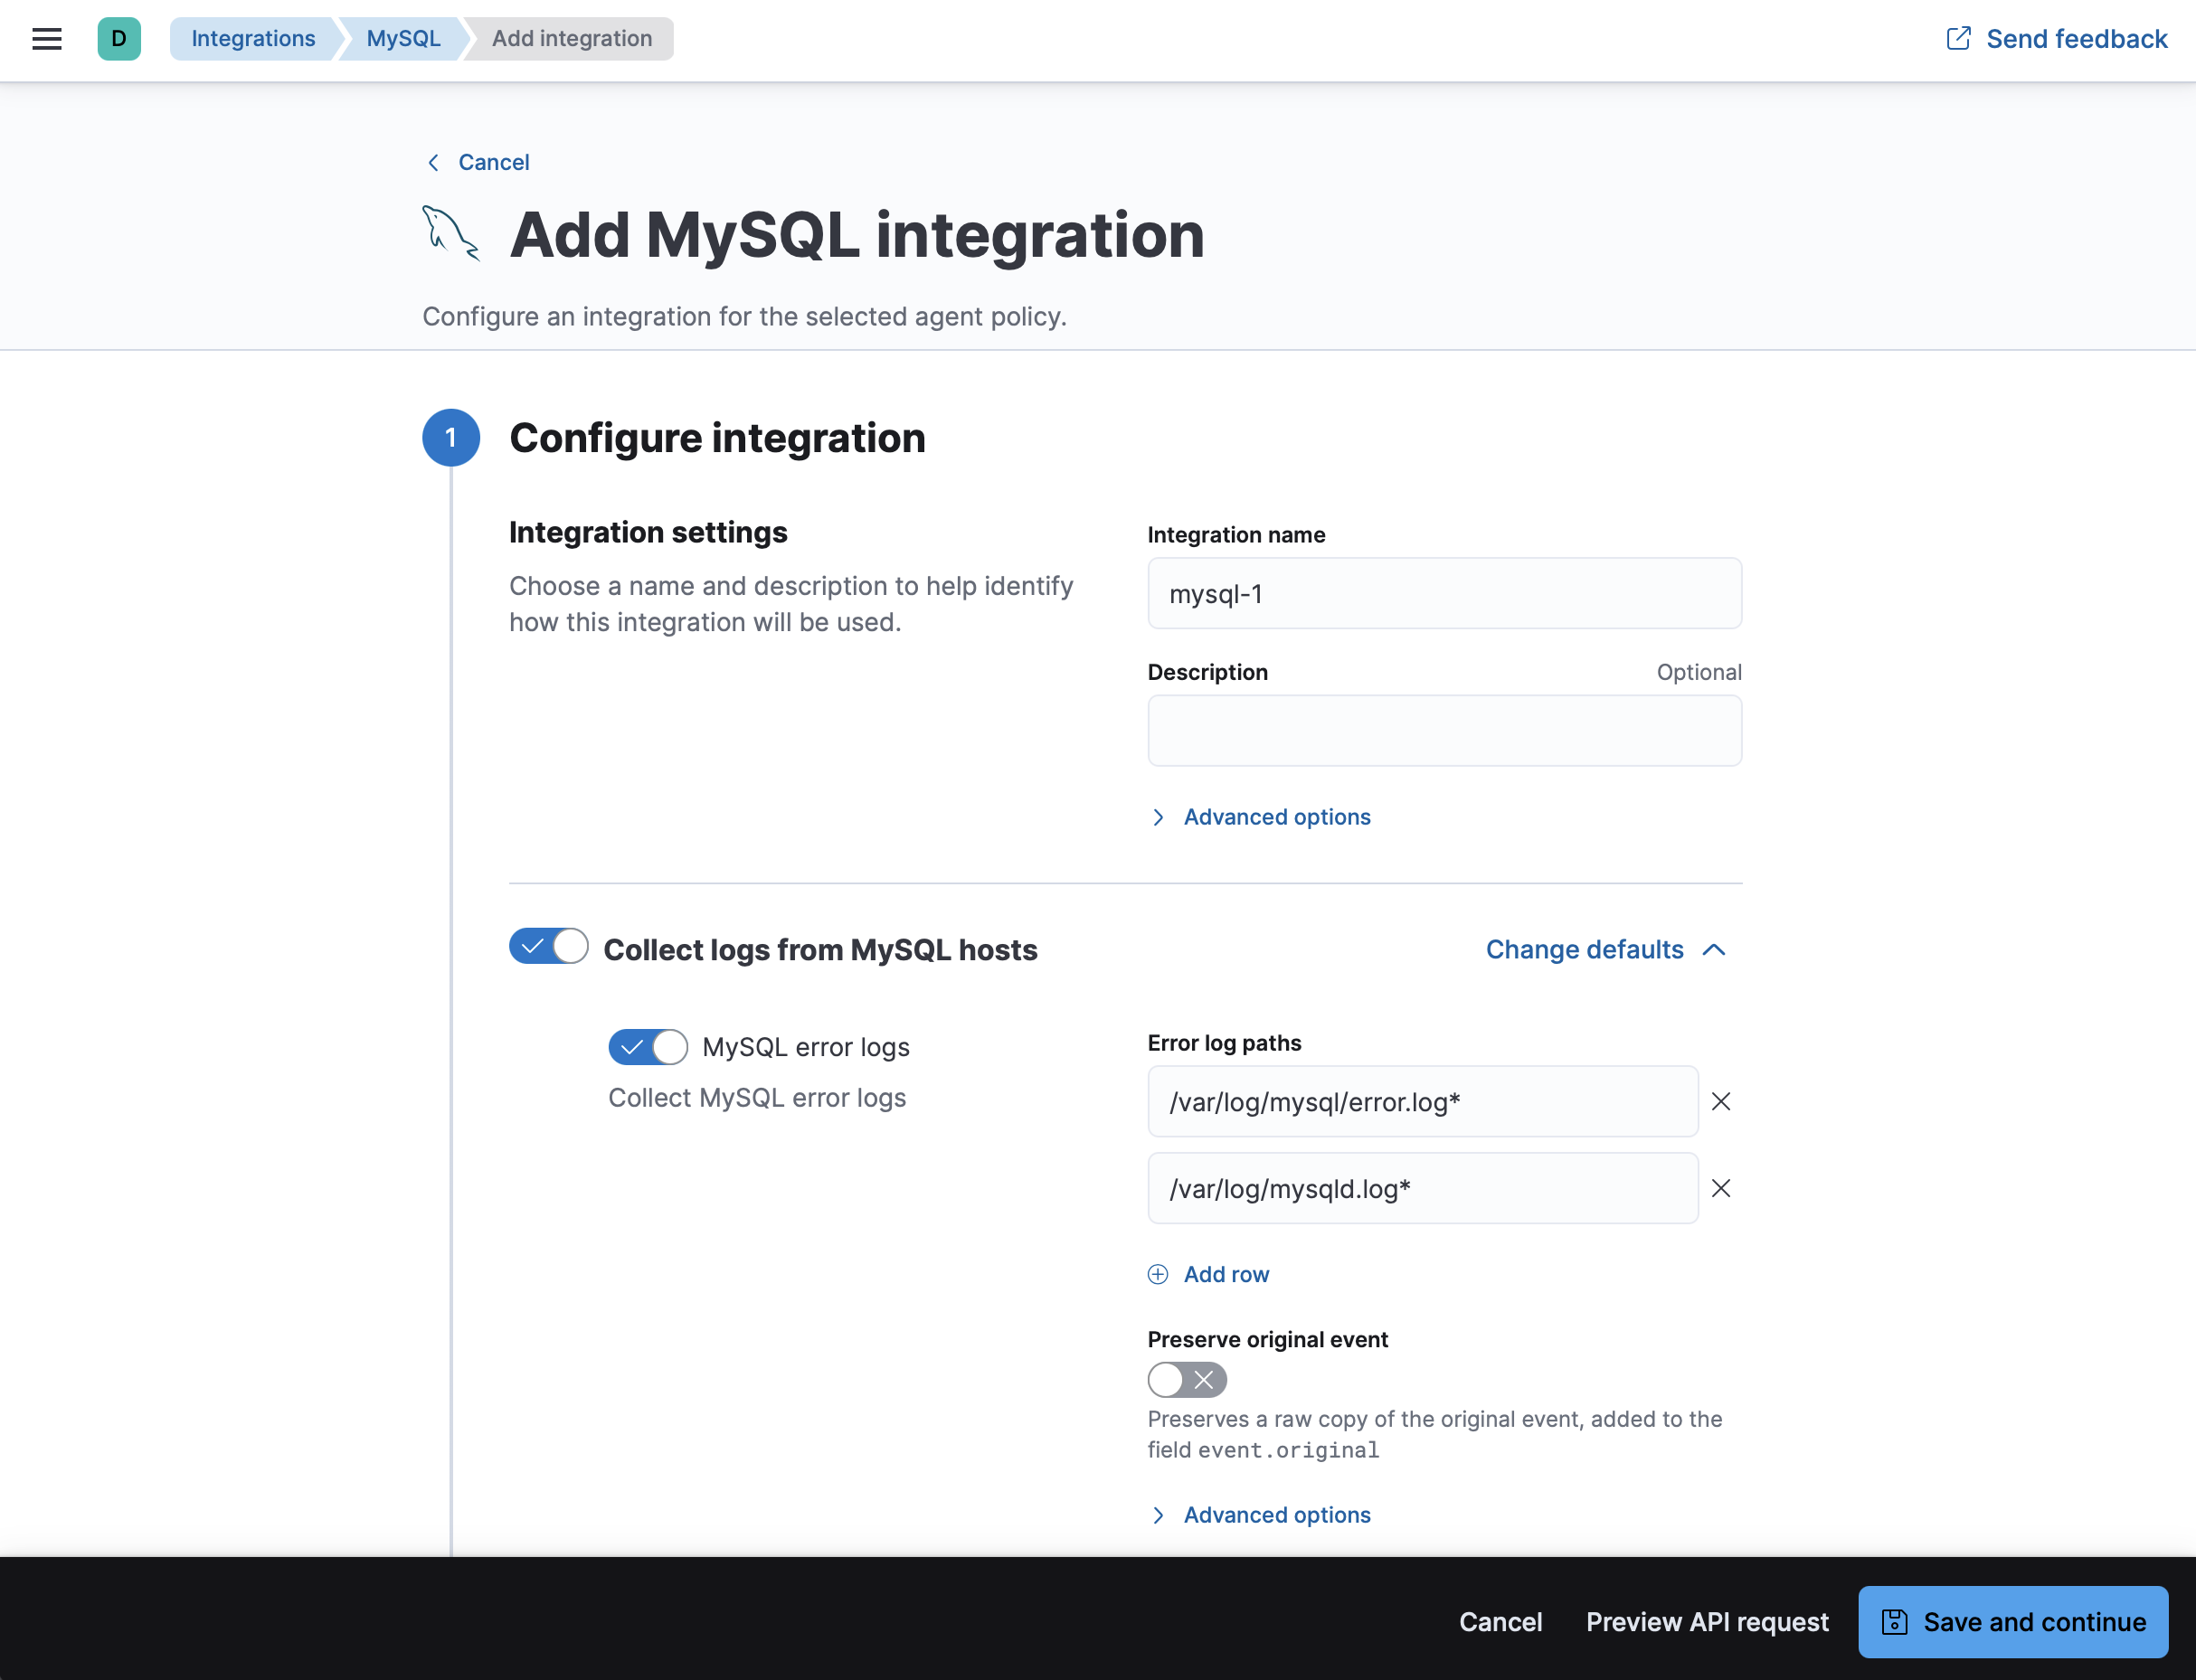 D
Integrations
MySQL
Add integration
Send feedback
Cancel
Add MySQL integration
Configure an integration for the selected agent policy.
1
Configure integration
Integration settings
Choose a name and description to help identify
how this integration will be used.
Integration name
mysql-1
Description
Optional
Advanced options
Collect logs from MySQL hosts
Change defaults
MySQL error logs
Collect MySQL error logs
Error log paths
/var/log/mysql/error.log*
/var/log/mysqld.log*
Add row
Preserve original event
Preserves a raw copy of the original event, added to the
field event.original
Advanced options
Cancel
Preview API request
Save and continue